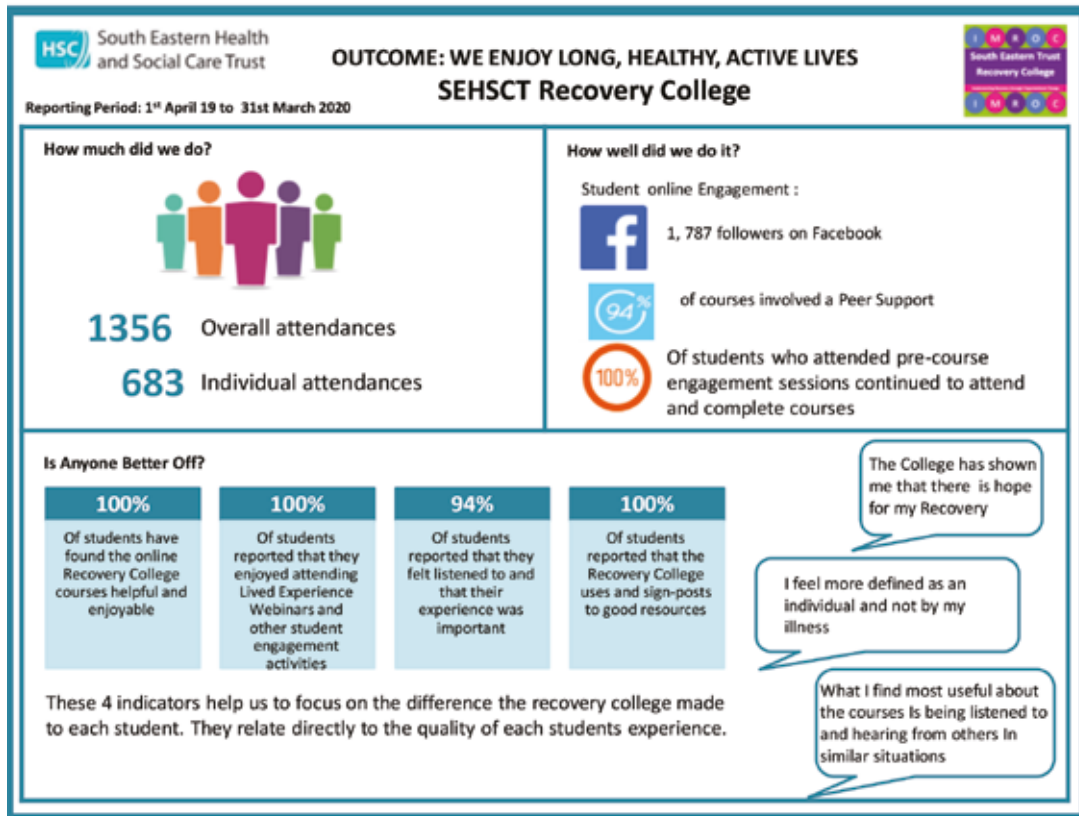 HSC
South Eastern Health
and Social Care Trust
OUTCOME: WE ENJOY LONG, HEALTHY, ACTIVE LIVES
SEHSCT Recovery College
I M R O C
South Eastern Trust
Recovery College
I M R O C
Reporting Period: 1st April 19 to 31st March 2020
How much did we do?
1356 Overall attendances
683 Individual attendances
How well did we do it?
Student online Engagement :
f
1, 787 followers on Facebook
94%
of courses involved a Peer Support
100%
Of students who attended pre-course
engagement sessions continued to attend
and complete courses
Is Anyone Better Off?
100%
Of students have
found the online
Recovery College
courses helpful and
enjoyable
100%
Of students
reported that they
enjoyed attending
Lived Experience
Webinars and
other student
engagement
activities
94%
Of students
reported that they
felt listened to and
that their
experience was
important
100%
Of students
reported that the
Recovery College
uses and sign-posts
to good resources
These 4 indicators help us to focus on the difference the recovery college made
to each student. They relate directly to the quality of each students experience.
The College has shown
me that there is hope
for my Recovery
I feel more defined as an
individual and not by my
illness
What I find most useful about
the courses Is being listened to
and hearing from others In
similar situations